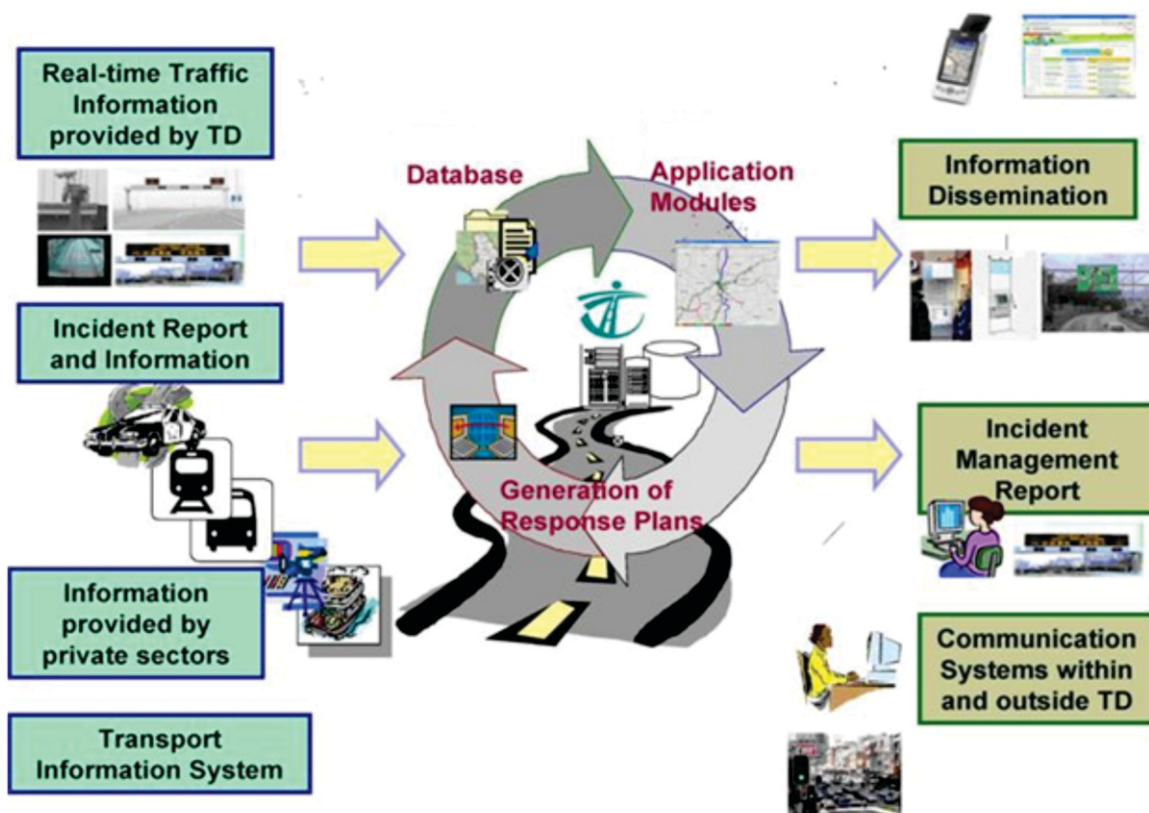 Real-time Traffic
Information
provided by TD
Incident Report
and Information
Information
provided by
private sectors
Transport
Information System
Database
Application
Modules
Generation of
Response Plans
Information
Dissemination
Incident
Management
Report
Communication
Systems within
and outside TD